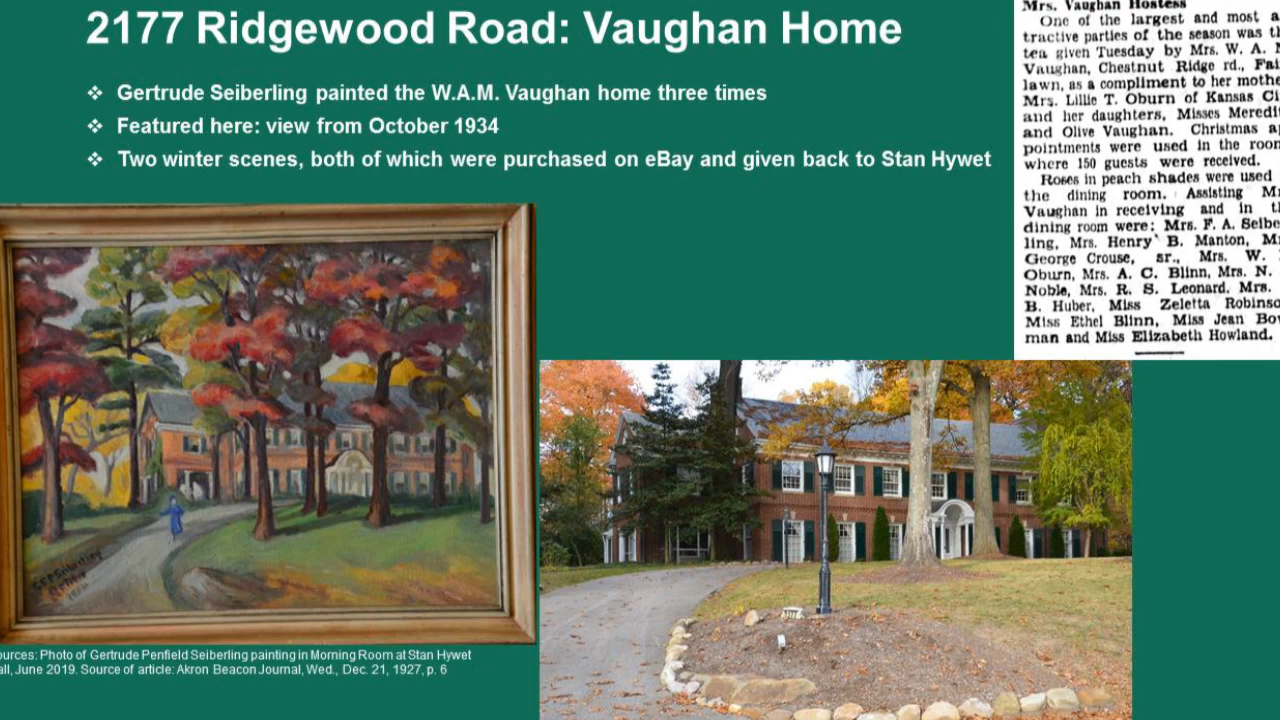 2177 Ridgewood Road: Vaughan Home
❖ Gertrude Seiberling painted the W.A.M. Vaughan home three times
❖ Featured here: view from October 1934
❖ Two winter scenes, both of which were purchased on eBay and given back to Stan Hywet
Mrs. Vaughan Hostess
One of the largest and most a
tractive parties of the season was th
tea given Tuesday by Mrs. W. A.
Vaughan, Chestnut Ridge rd., Fai
lawn, as a compliment to her mothe
Mrs. Lillie T. Oburn of Kansas Ci
and her daughters, Misses Meredi
and Olive Vaughan. Christmas a
pointments were used in the roon
where 150 guests were received.
Roses in peach shades were used
the dining room. Assisting Mr
Vaughan in receiving and in t
dining room were: Mrs. F. A. Seibe
ling, Mrs. Henry B. Manton, M
George Crouse, sr., Mrs. W.
Oburn, Mrs. A. C. Blinn, Mrs. N.
Noble, Mrs. R. S. Leonard, Mrs.
B. Huber, Miss Zeletta Robinso
Miss Ethel Blinn, Miss Jean Bo
man and Miss Elizabeth Howland.
ources: Photo of Gertrude Penfield Seiberling painting in Morning Room at Stan Hywet
all, June 2019. Source of article: Akron Beacon Journal, Wed., Dec. 21, 1927, p. 6